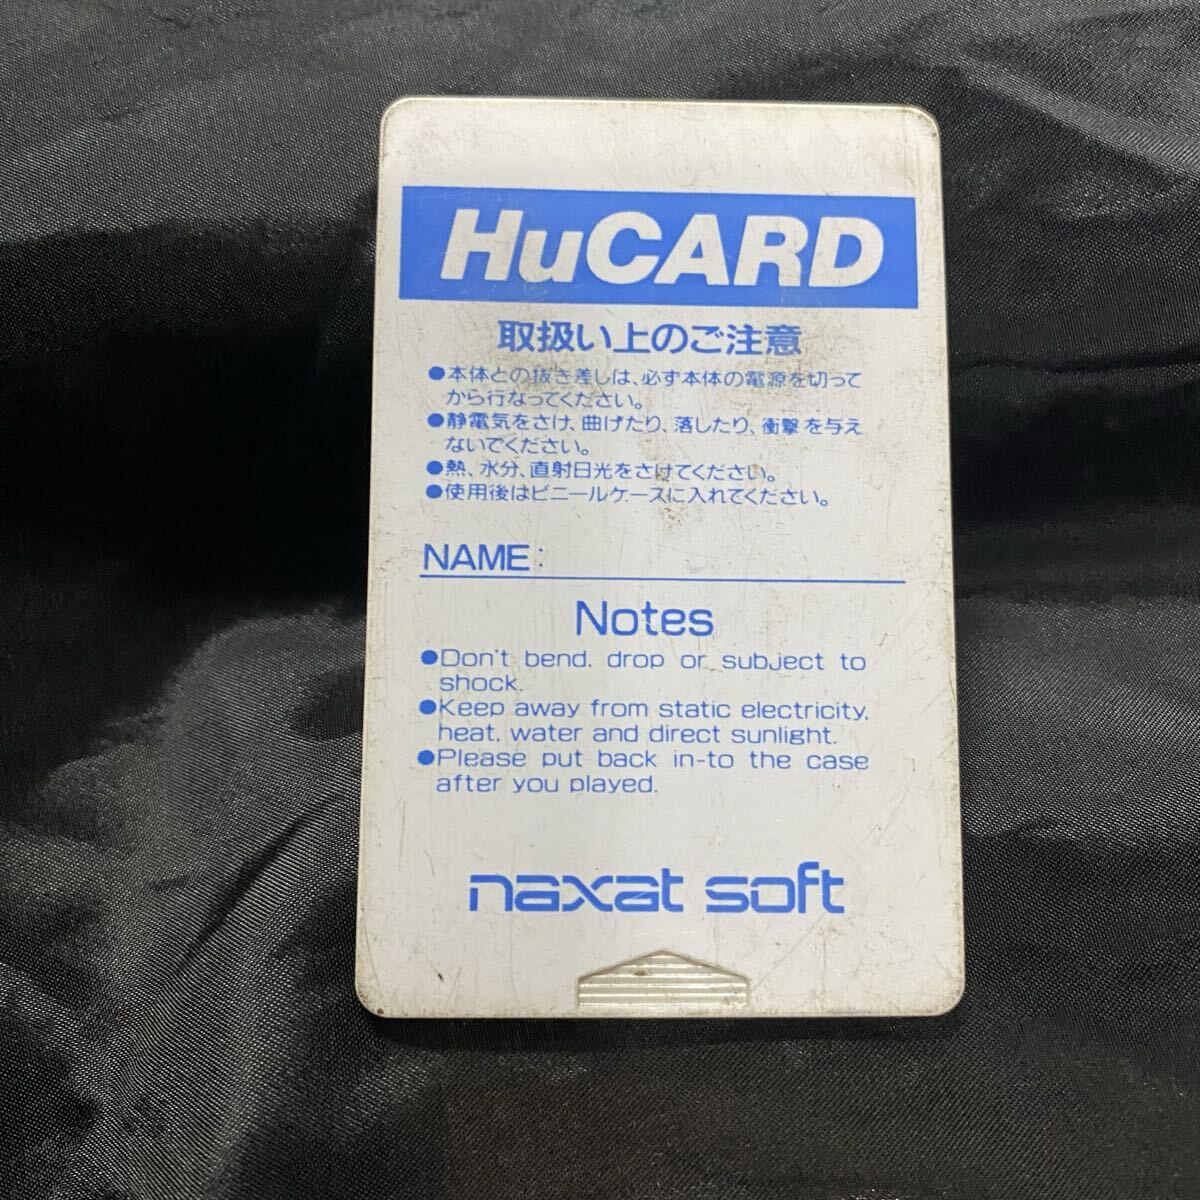 HuCARD
取扱い上のご注意
●本体との抜き差しは、必ず本体の電源を切って
から行なってください。
●静電気をさけ、曲げたり、落したり、衝撃を与え
ないでください。
●熱、水分、直射日光をさけてください。
●使用後はビニールケースに入れてください。
NAME:
Notes
●Don't bend, drop or subject to
shock.
●Keep away from static electricity,
heat, water and direct sunlight.
●Please put back in-to the case
after you played.
naxat soft